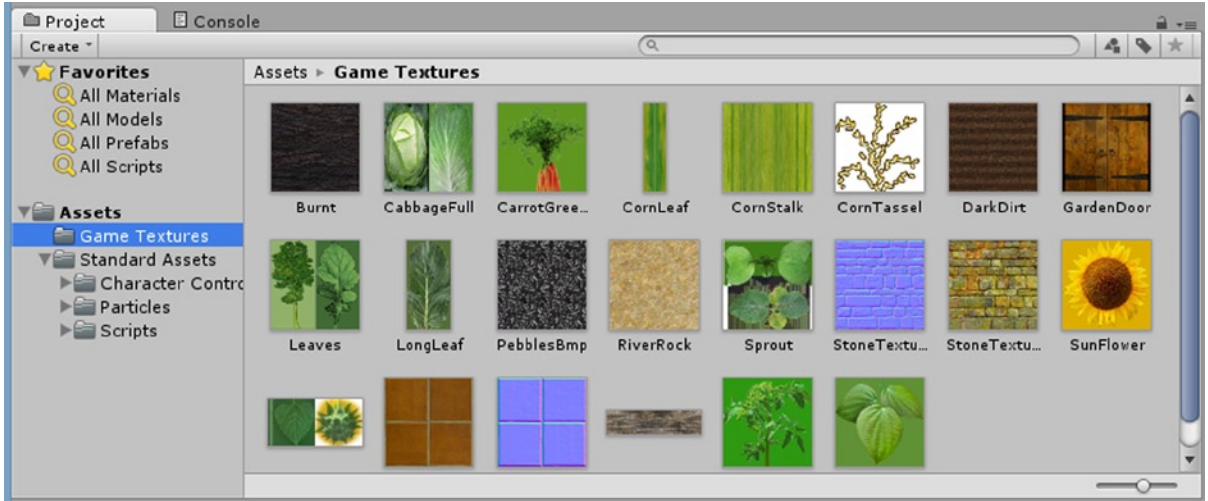 Project
Console
Create
Favorites
All Materials
All Models
All Prefabs
All Scripts
Assets
Game Textures
Standard Assets
Character Contro
Particles
Scripts
Assets ▸ Game Textures
Burnt CabbageFull CarrotGree... CornLeaf CornStalk CornTassel DarkDirt GardenDoor
Leaves LongLeaf PebblesBmp RiverRock Sprout StoneTextu... StoneTextu... SunFlower